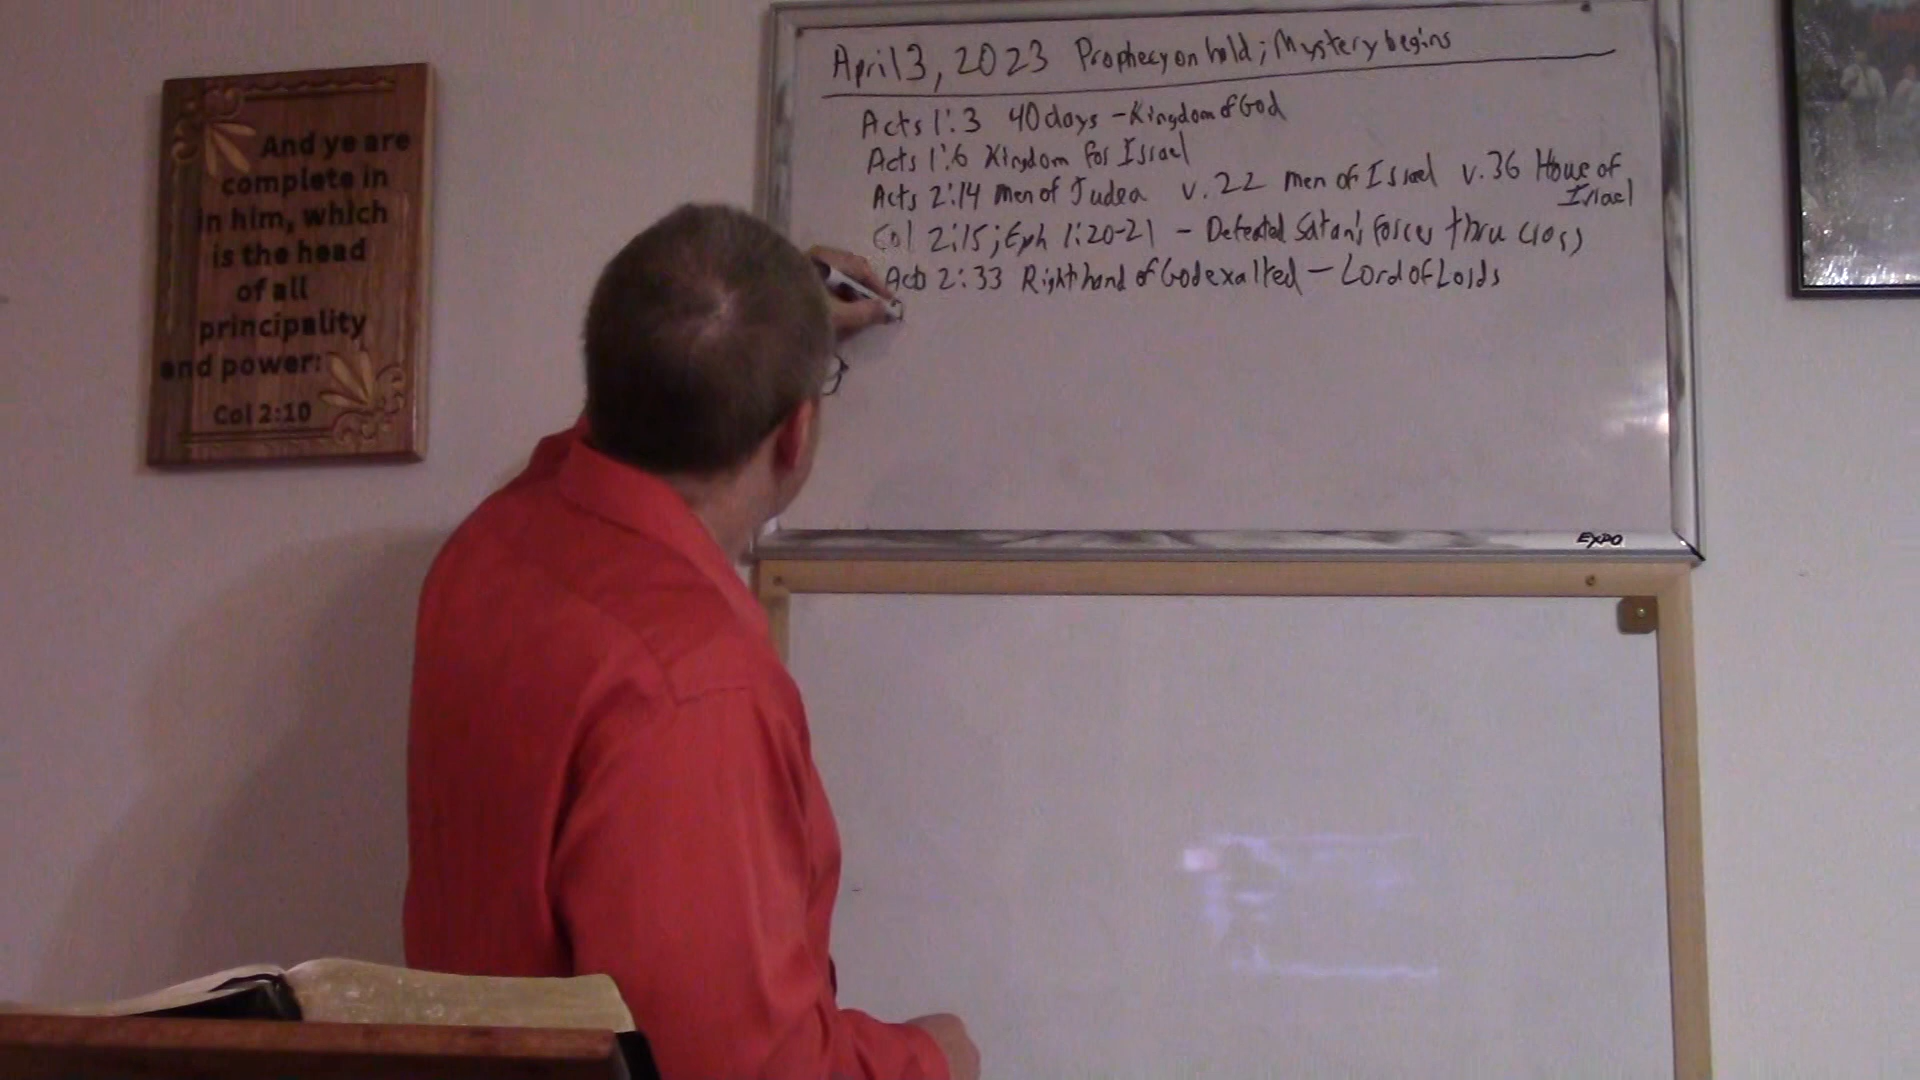 And ye are
complete in
in him, which
is the head
of all
principality
and power:
Col 2:10
April 3, 2023 Prophecy on hold; Mystery begins
Acts 1:3 40 days - Kingdom of God
Acts 1:6 Kingdom for Israel
Acts 2:14 men of Judea v. 22 men of Israel v. 36 House of
Israel
Col 2:15; Eph 1:20-21 - Defeated Satan's forces thru cross
Acts 2:33 Right hand of God exalted - Lord of Lords
EXPO